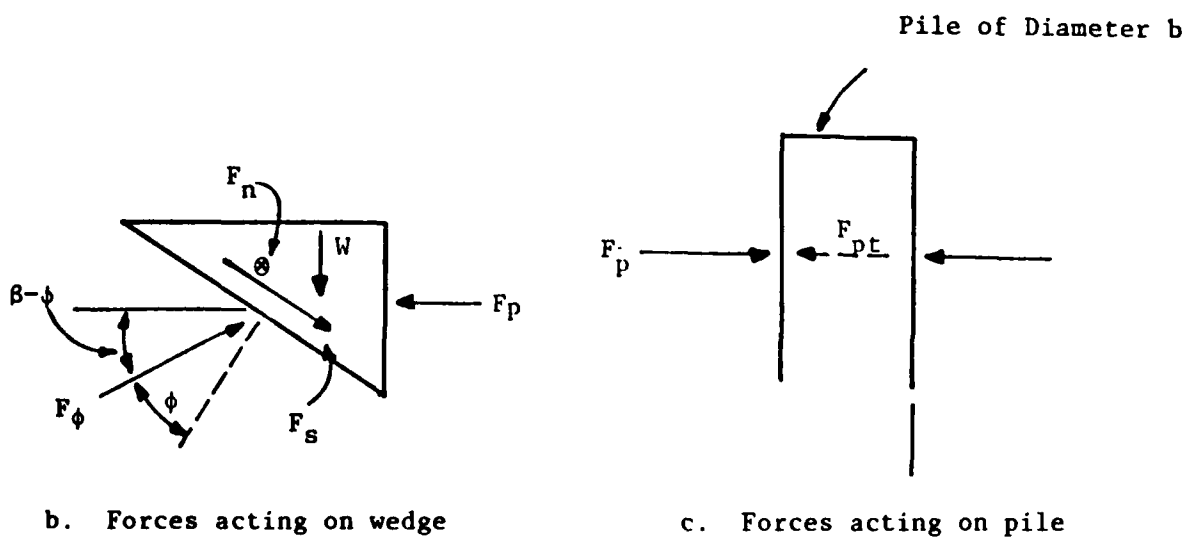 Pile of Diameter b
Fn
W
β-ϕ
Fp
Fϕ
ϕ
Fs
Fp
Fpt
b. Forces acting on wedge
c. Forces acting on pile